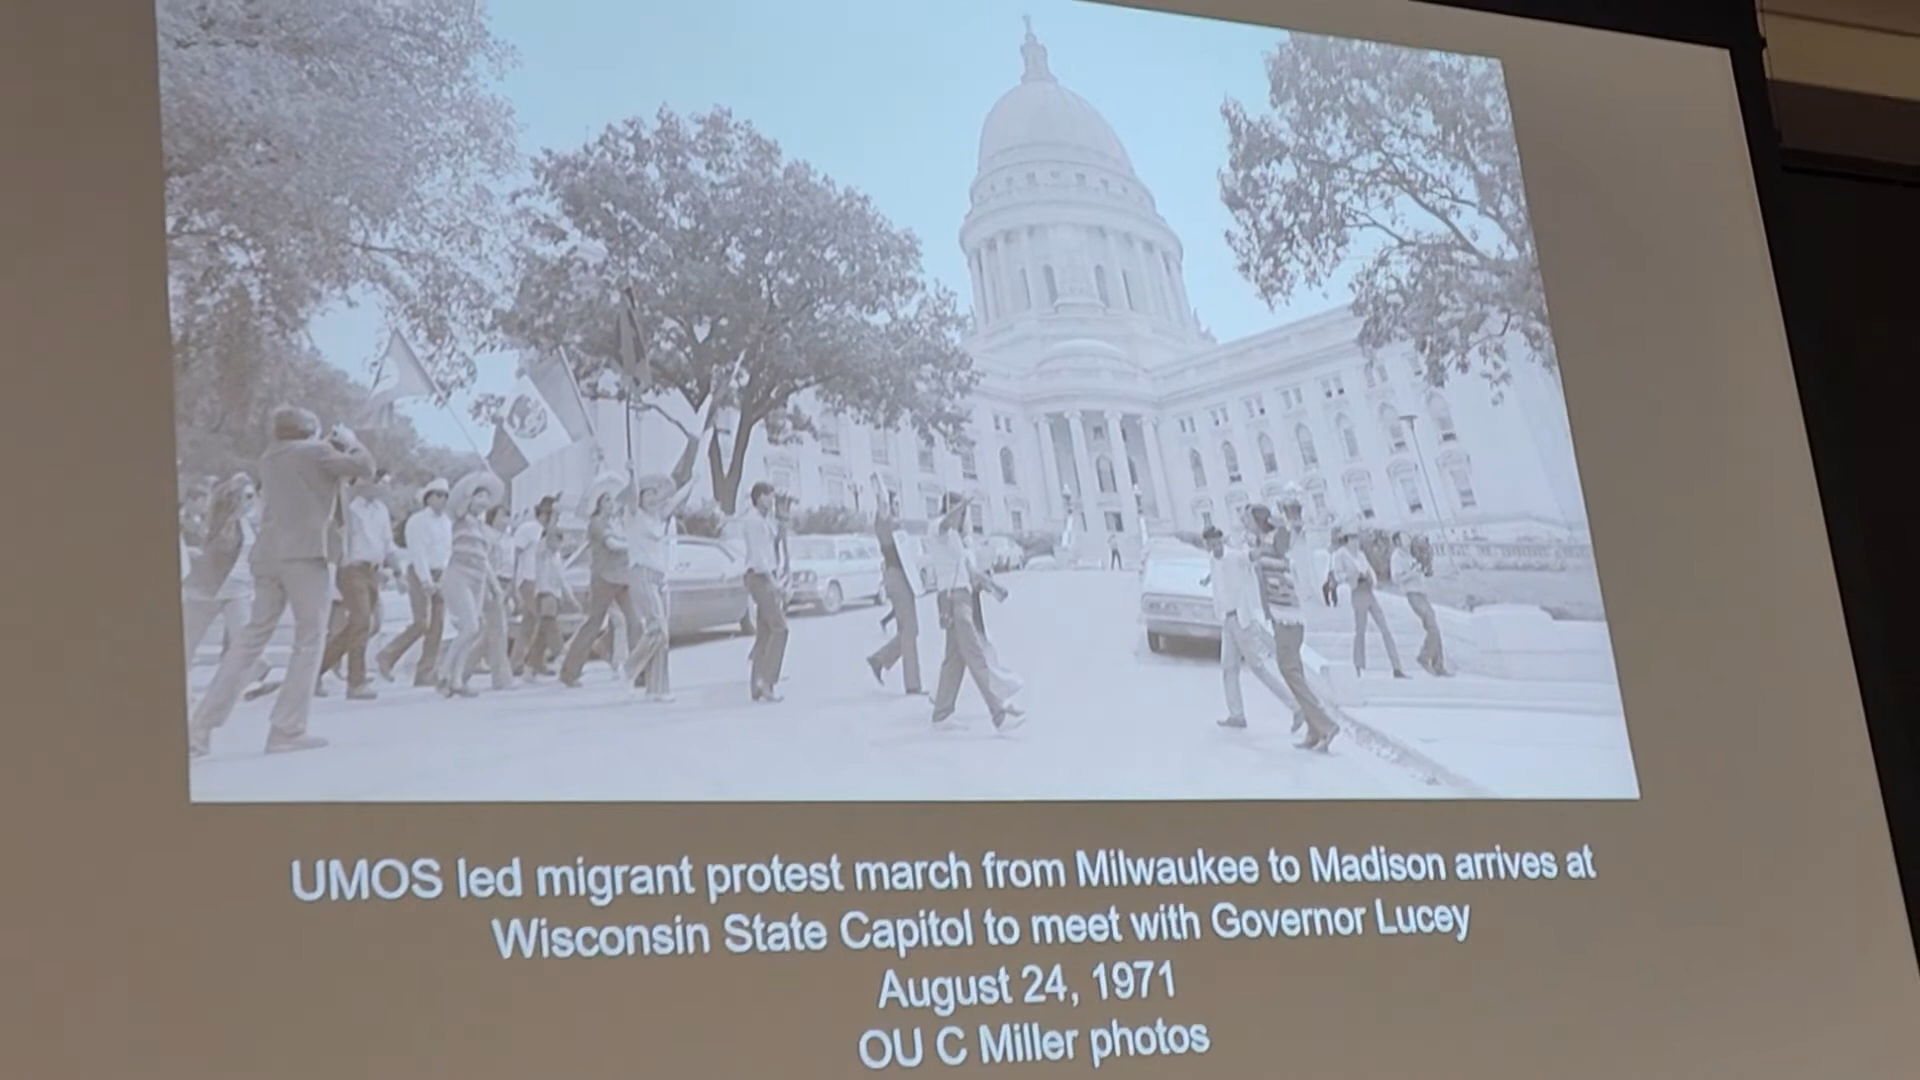 UMOS led migrant protest march from Milwaukee to Madison arrives at
Wisconsin State Capitol to meet with Governor Lucey
August 24, 1971
OU C Miller photos